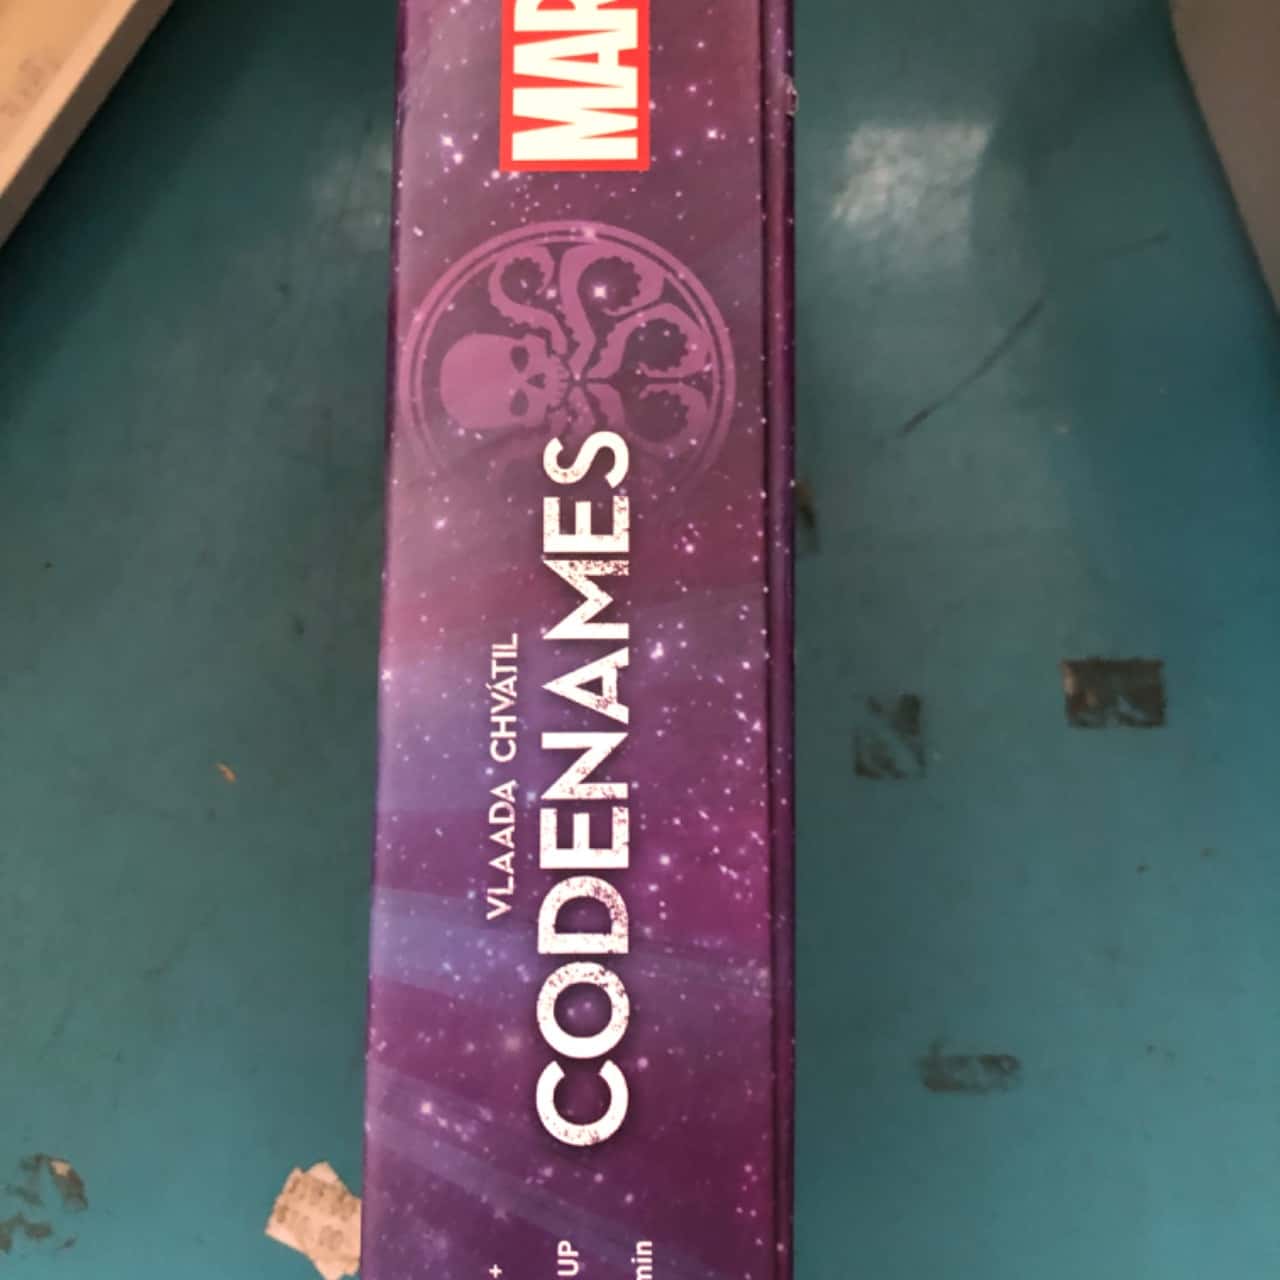 VLAADA CHVÁTIL
CODENAMES
MAR
+
UP
min